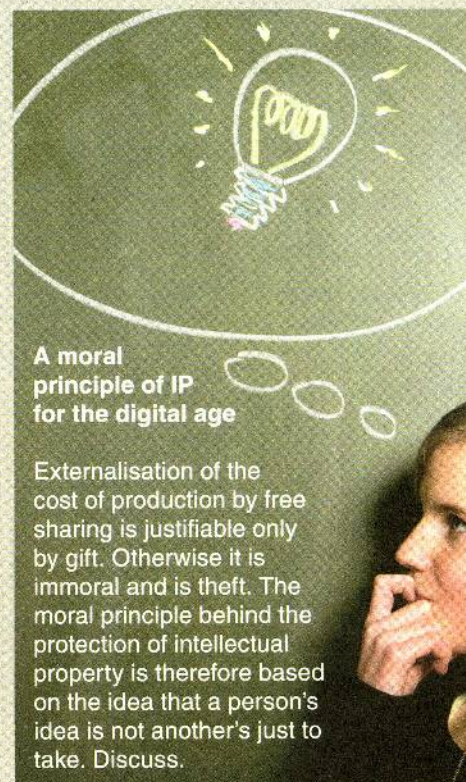 A moral
principle of IP
for the digital age
Externalisation of the
cost of production by free
sharing is justifiable only
by gift. Otherwise it is
immoral and is theft. The
moral principle behind the
protection of intellectual
property is therefore based
on the idea that a person's
idea is not another's just to
take. Discuss.